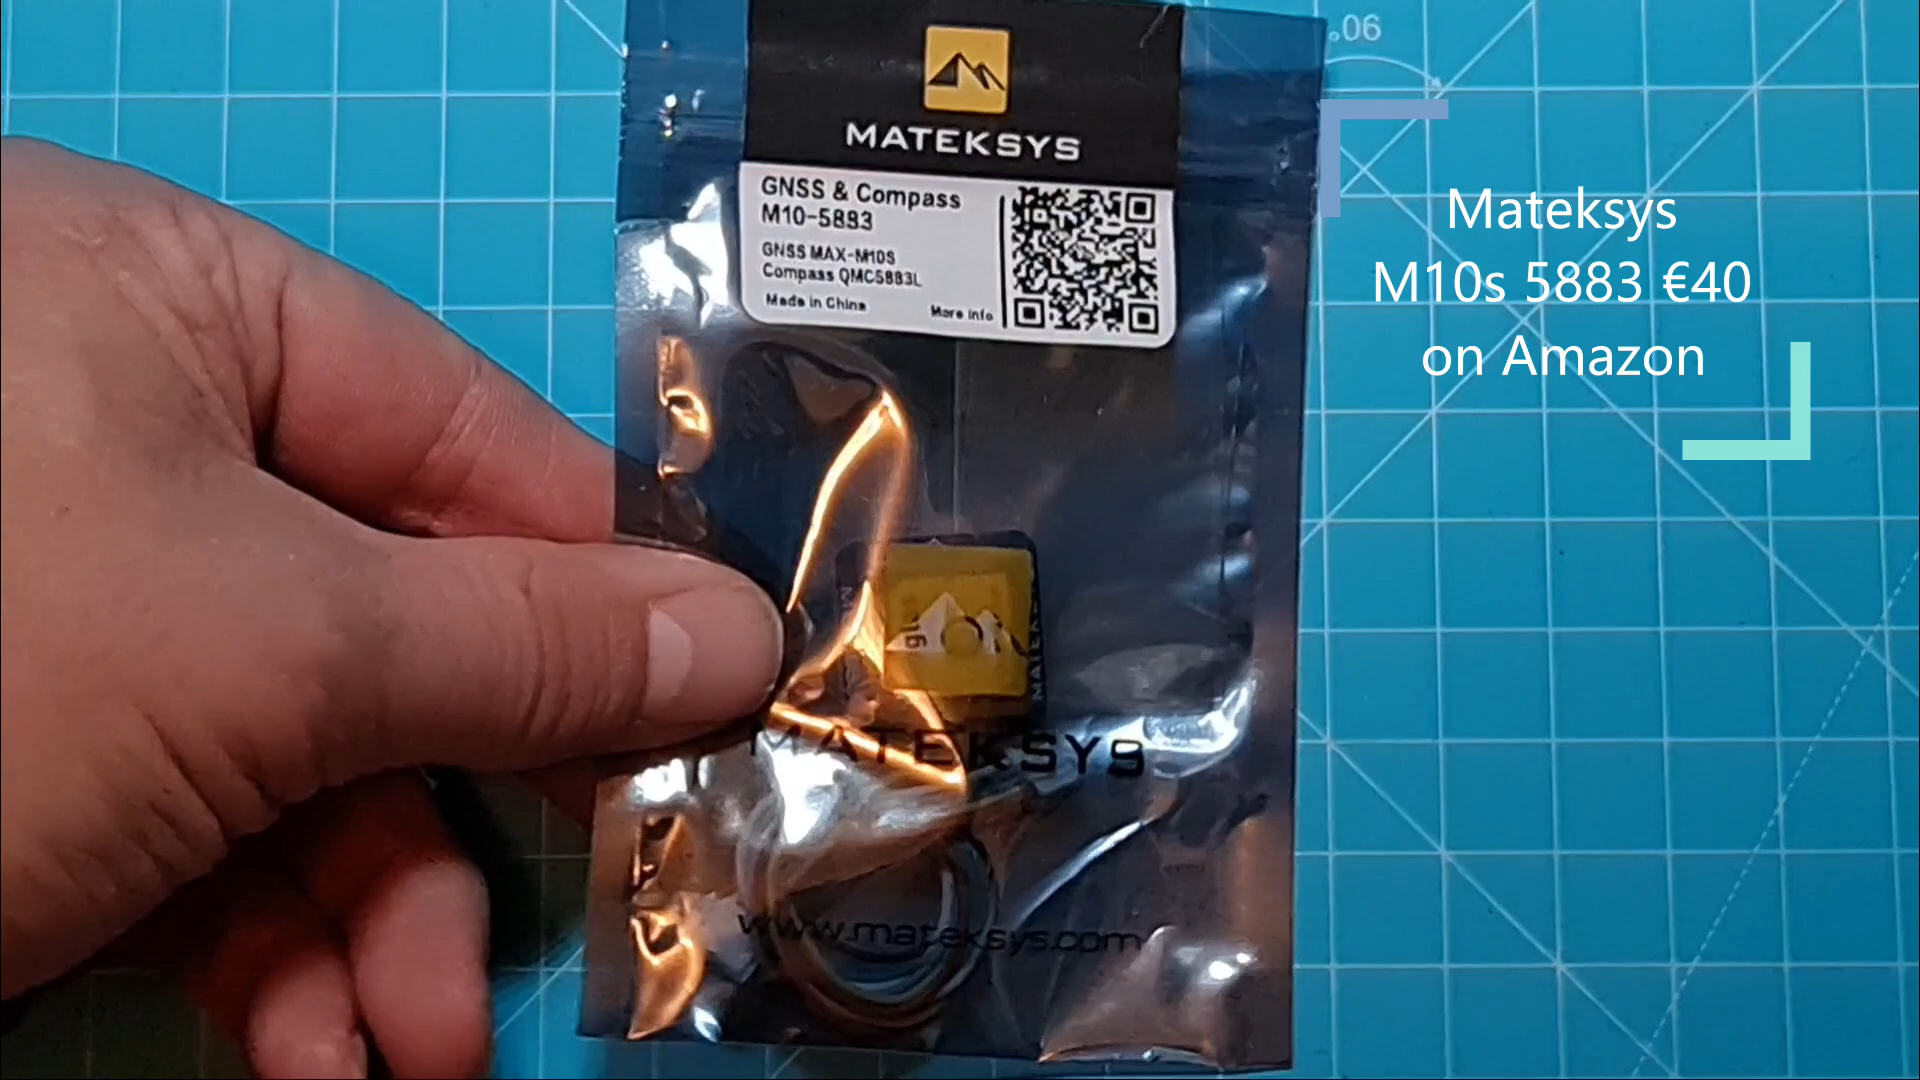 .06
MATEKSYS
GNSS & Compass
M10-5883
GNSS MAX-M10S
Compass QMC5883L
Made in China
More info
Mateksys
M10s 5883 €40
on Amazon
MATEKSYS
MATEKSYS
www.mateksys.com